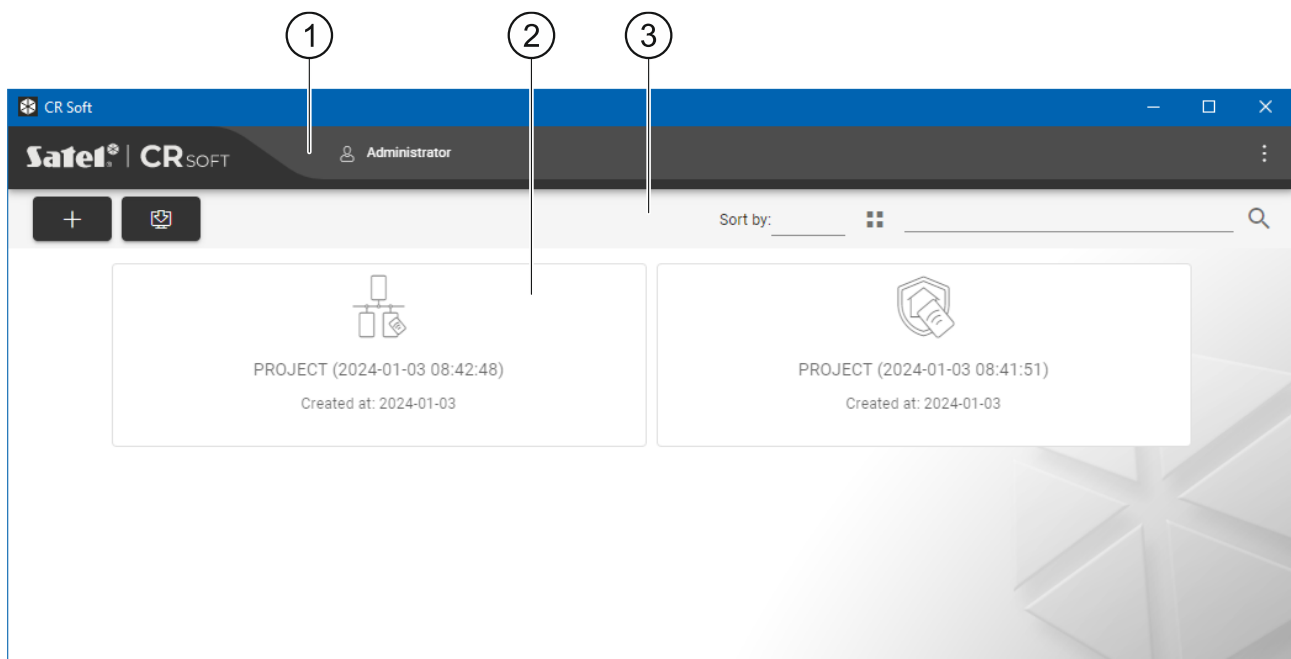 1 2 3
CR Soft
Satel® | CR SOFT
Administrator
Sort by:
PROJECT (2024-01-03 08:42:48)
Created at: 2024-01-03
PROJECT (2024-01-03 08:41:51)
Created at: 2024-01-03